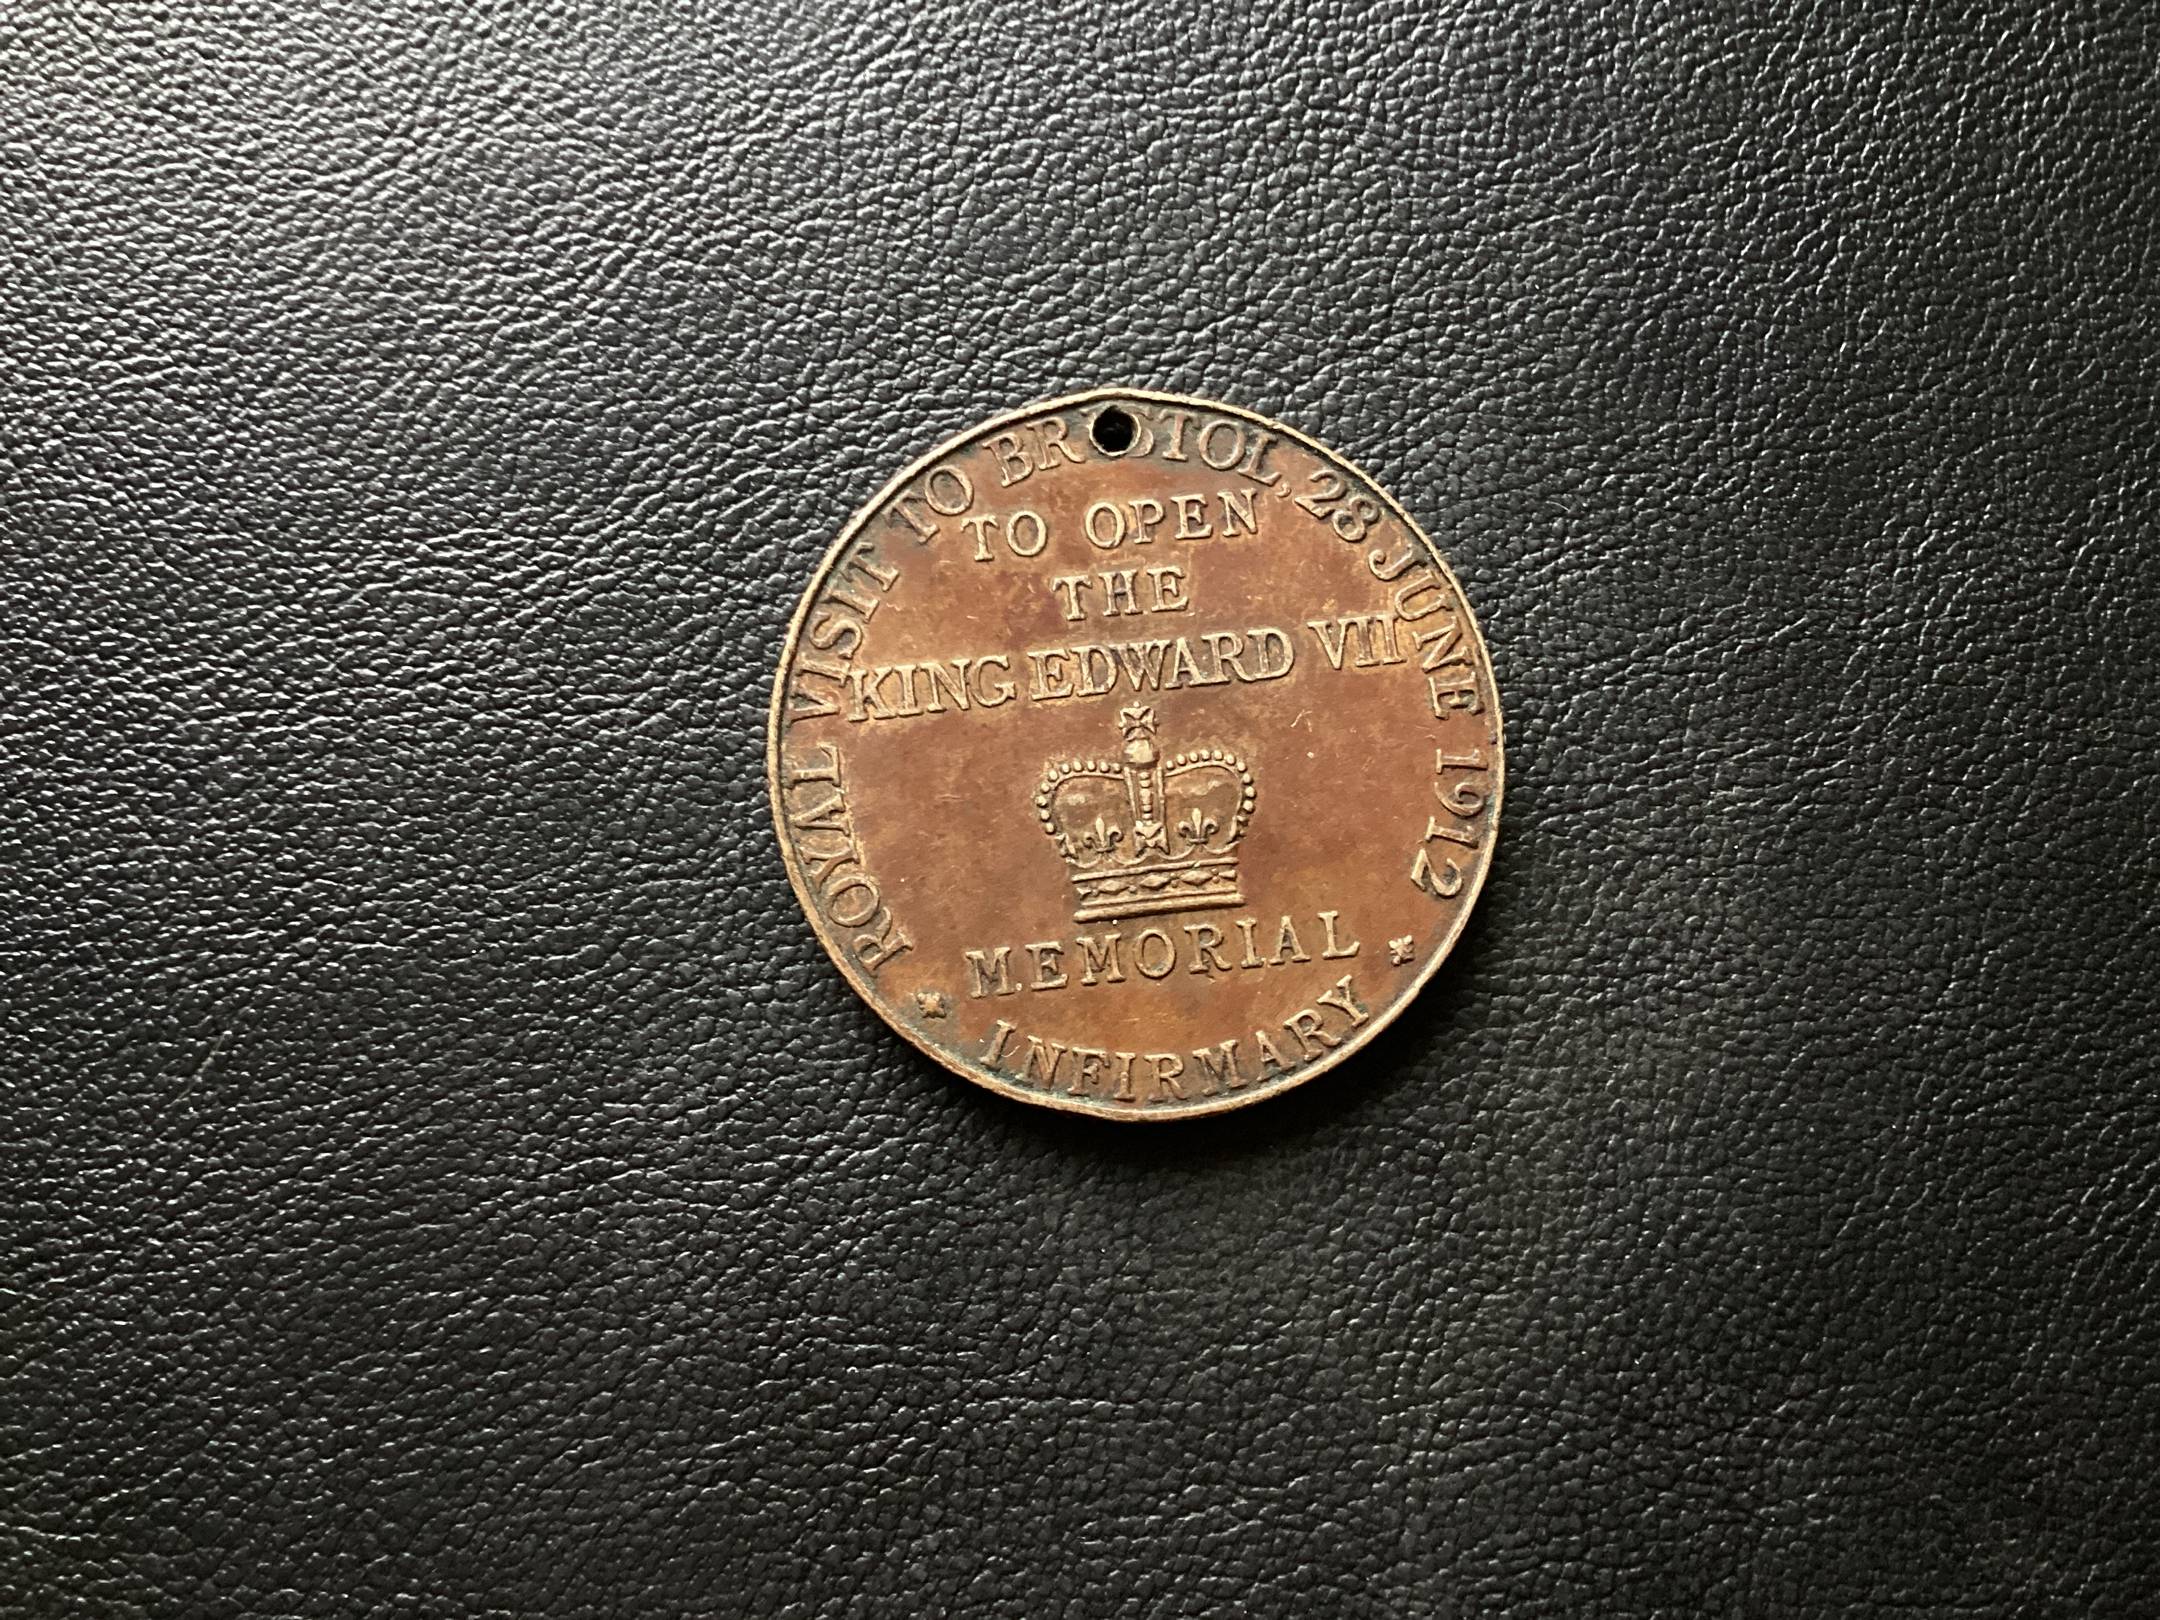 ROYAL VISIT TO BRISTOL, 28 JUNE 1912
TO OPEN
THE
KING EDWARD VII
MEMORIAL
INFIRMARY